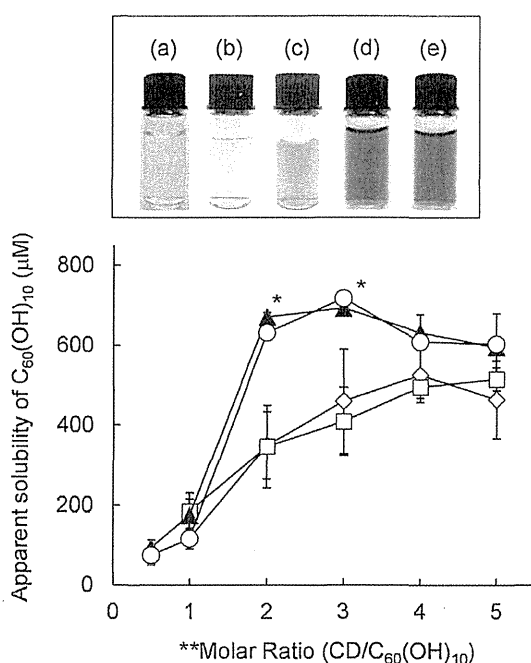 (a) (b) (c) (d) (e)
Apparent solubility of C₆₀(OH)₁₀ (μM)
800
600
400
200
0
* *
0 1 2 3 4 5
**Molar Ratio (CD/C₆₀(OH)₁₀)